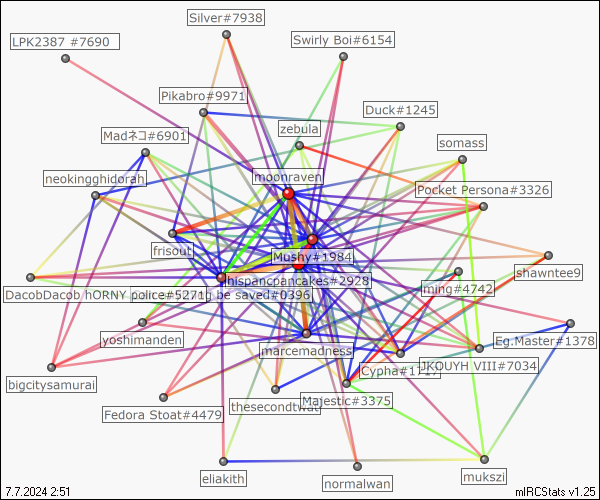 Silver#7938
LPK2387 #7690
Swirly Boi#6154
Pikabro#9971
Duck#1245
Madネコ#6901
zebula
somass
neokingghidorah
moonraven
Pocket Persona#3326
frisout
Mushy#1984
shawntee9
hispancpancakes#2928
ming#4742
DacobDacob hORNY police#5271
be saved#0396
yoshimanden
marcemadness
Eg.Master#1378
JKOUYH VIII#7034
bigcitysamurai
Fedora Stoat#4479
Majestic#3375
eliakith
normalwan
mukszi
7.7.2024 2:51
mIRCStats v1.25